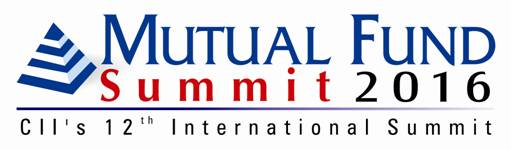 MUTUAL FUND
Summit 2016
CII's 12th International Summit